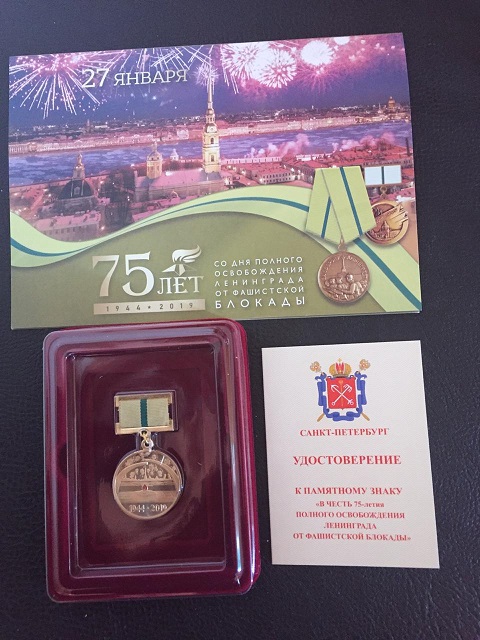 27 ЯНВАРЯ
75 ЛЕТ
1944 • 2019
СО ДНЯ ПОЛНОГО
ОСВОБОЖДЕНИЯ
ЛЕНИНГРАДА
ОТ ФАШИСТСКОЙ
БЛОКАДЫ
1944-2019
САНКТ-ПЕТЕРБУРГ
УДОСТОВЕРЕНИЕ
К ПАМЯТНОМУ ЗНАКУ
«В ЧЕСТЬ 75-летия
ПОЛНОГО ОСВОБОЖДЕНИЯ
ЛЕНИНГРАДА
ОТ ФАШИСТСКОЙ БЛОКАДЫ»